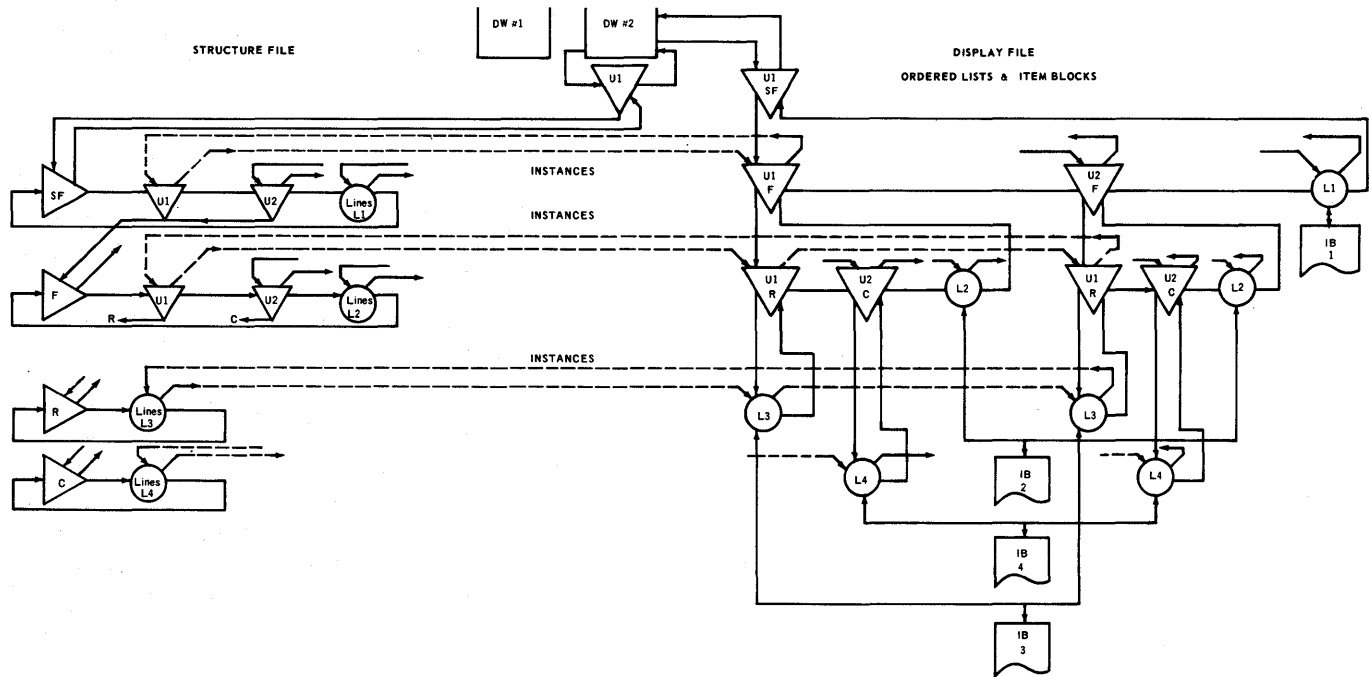 DW #1
DW #2
STRUCTURE FILE
DISPLAY FILE
ORDERED LISTS & ITEM BLOCKS
U1
U1
SF
SF
U1
U2
Lines
L1
INSTANCES
U1
F
U2
F
L1
INSTANCES
IB
1
F
U1
U2
Lines
L2
R
C
U1
R
U2
C
L2
U1
R
U2
C
L2
INSTANCES
R
Lines
L3
L3
L3
C
Lines
L4
L4
L4
IB
2
IB
4
IB
3